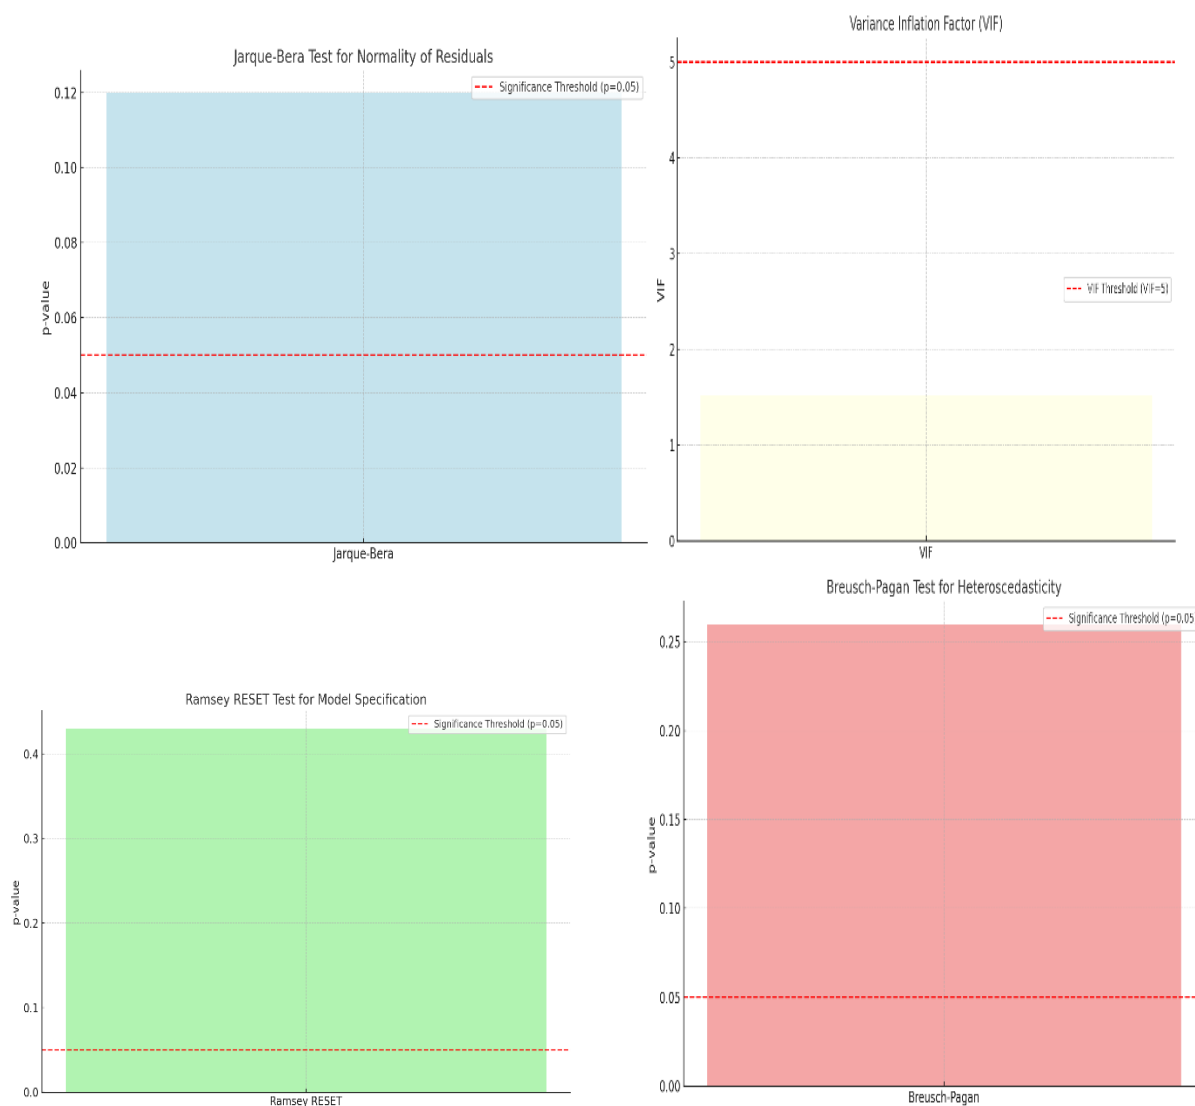 Jarque-Bera Test for Normality of Residuals
Significance Threshold (p=0.05)
0.12
0.10
0.08
0.06
0.04
0.02
0.00
p-value
Jarque-Bera
Variance Inflation Factor (VIF)
5
4
3
2
1
0
VIF
VIF Threshold (VIF=5)
VIF
Ramsey RESET Test for Model Specification
Significance Threshold (p=0.05)
0.4
0.3
0.2
0.1
0.0
p-value
Ramsey RESET
Breusch-Pagan Test for Heteroscedasticity
Significance Threshold (p=0.05
0.25
0.20
0.15
0.10
0.05
0.00
p-value
Breusch-Pagan